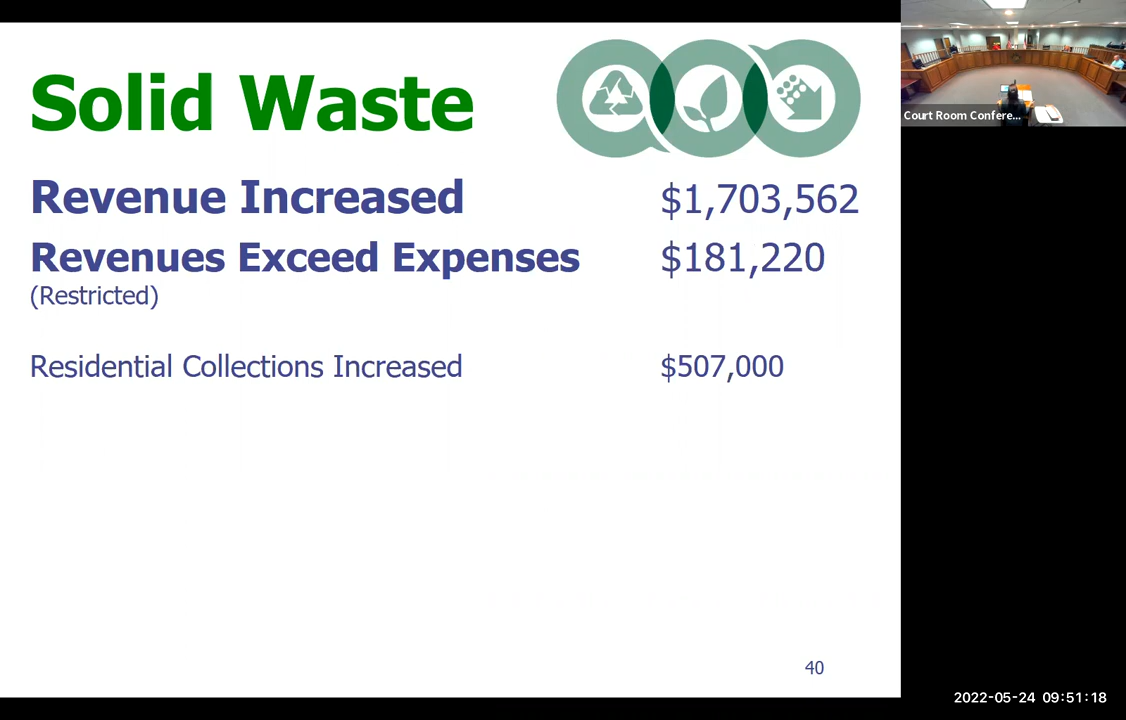 Solid Waste
Revenue Increased $1,703,562
Revenues Exceed Expenses $181,220
(Restricted)
Residential Collections Increased $507,000
40
Court Room Confere...
2022-05-24 09:51:18